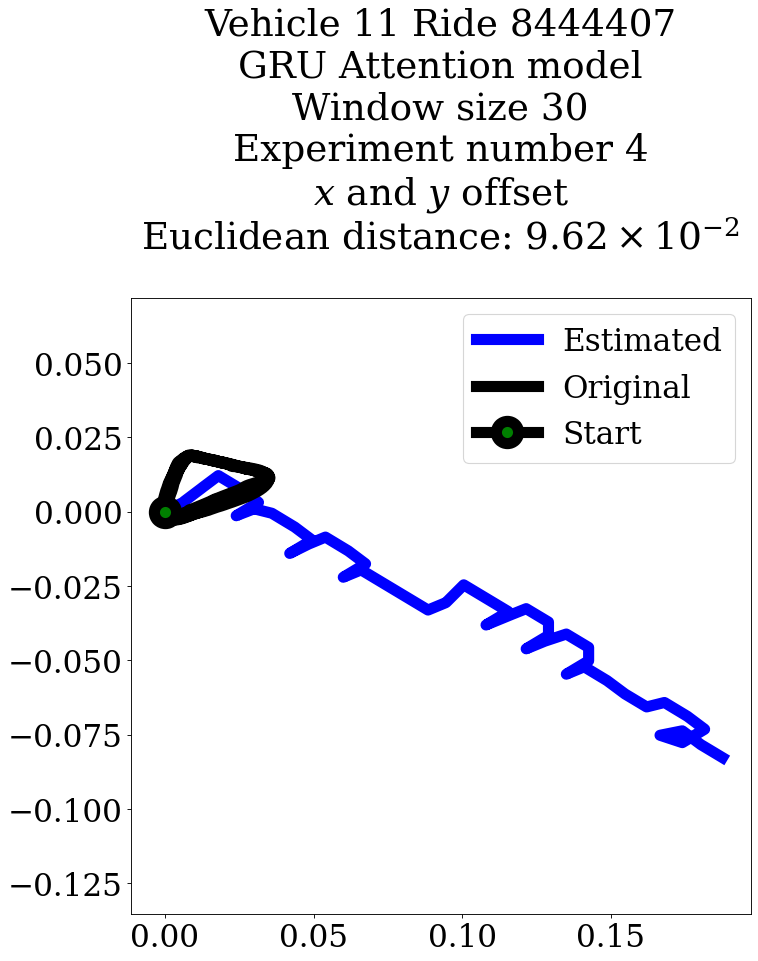 Vehicle 11 Ride 8444407
GRU Attention model
Window size 30
Experiment number 4
x and y offset
Euclidean distance: 9.62 × 10⁻²
Estimated
Original
Start
0.050
0.025
0.000
−0.025
−0.050
−0.075
−0.100
−0.125
0.00 0.05 0.10 0.15